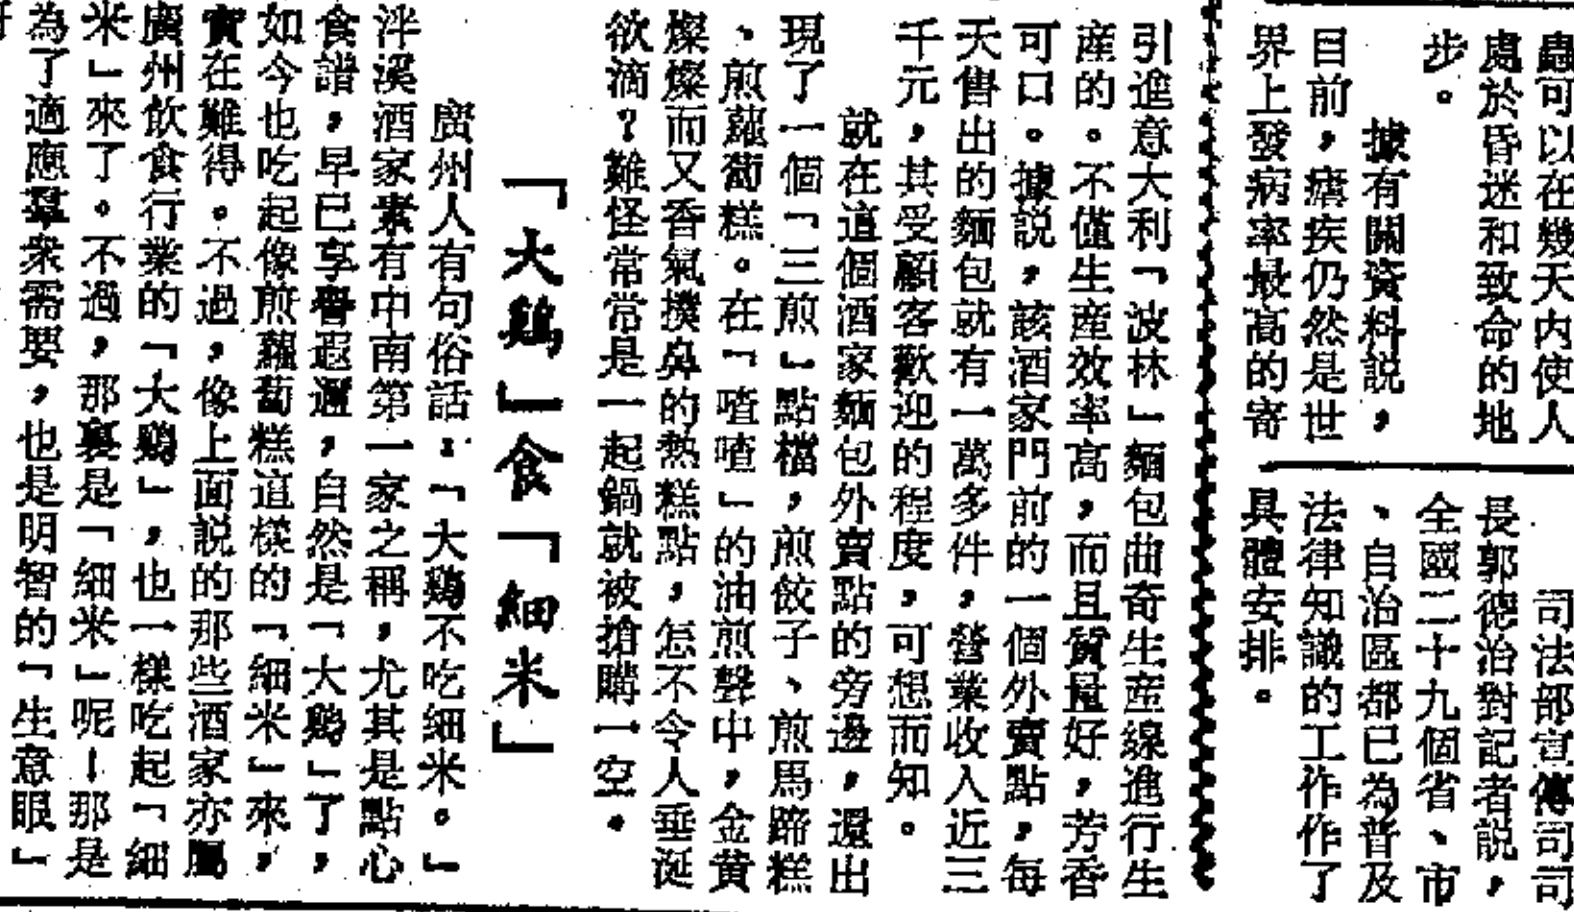 蟲可以在幾天内使人
處於昏迷和致命的地
步。
據有關資料説，
目前，瘧疾仍然是世
界上發病率最高的寄
司法部宣傳司司
長郭德治對記者説，
全國二十九個省、市
、自治區都已為普及
法律知識的工作作了
具體安排。
引進意大利「波林」麵包曲奇生産線進行生
産的。不僅生産效率高，而且質量好，芳香
可口。據説，該酒家門前的一個外賣點，每
天售出的麵包就有一萬多件，營業收入近三
千元，其受顧客歡迎的程度，可想而知。
就在這個酒家麵包外賣點的旁邊，還出
現了一個「三煎」點檔，煎餃子、煎馬蹄糕
、煎蘿蔔糕。在「喳喳」的油煎聲中，金黄
燦燦而又香氣撲鼻的熱糕點，怎不令人垂涎
欲滴？難怪常常是一起鍋就被搶購一空。
「大鷄」食「細米」
廣州人有句俗話：「大鷄不吃細米。」
泮溪酒家素有中南第一家之稱，尤其是點心
食譜，早已享譽遐邇，自然是「大鷄」了，
如今也吃起像煎蘿蔔糕這樣的「細米」來，
實在難得。不過，像上面説的那些酒家亦屬
廣州飲食行業的「大鷄」，也一樣吃起「細
米」來了。不過，那裏是「細米」呢！那是
為了適應羣衆需要，也是明智的「生意眼」